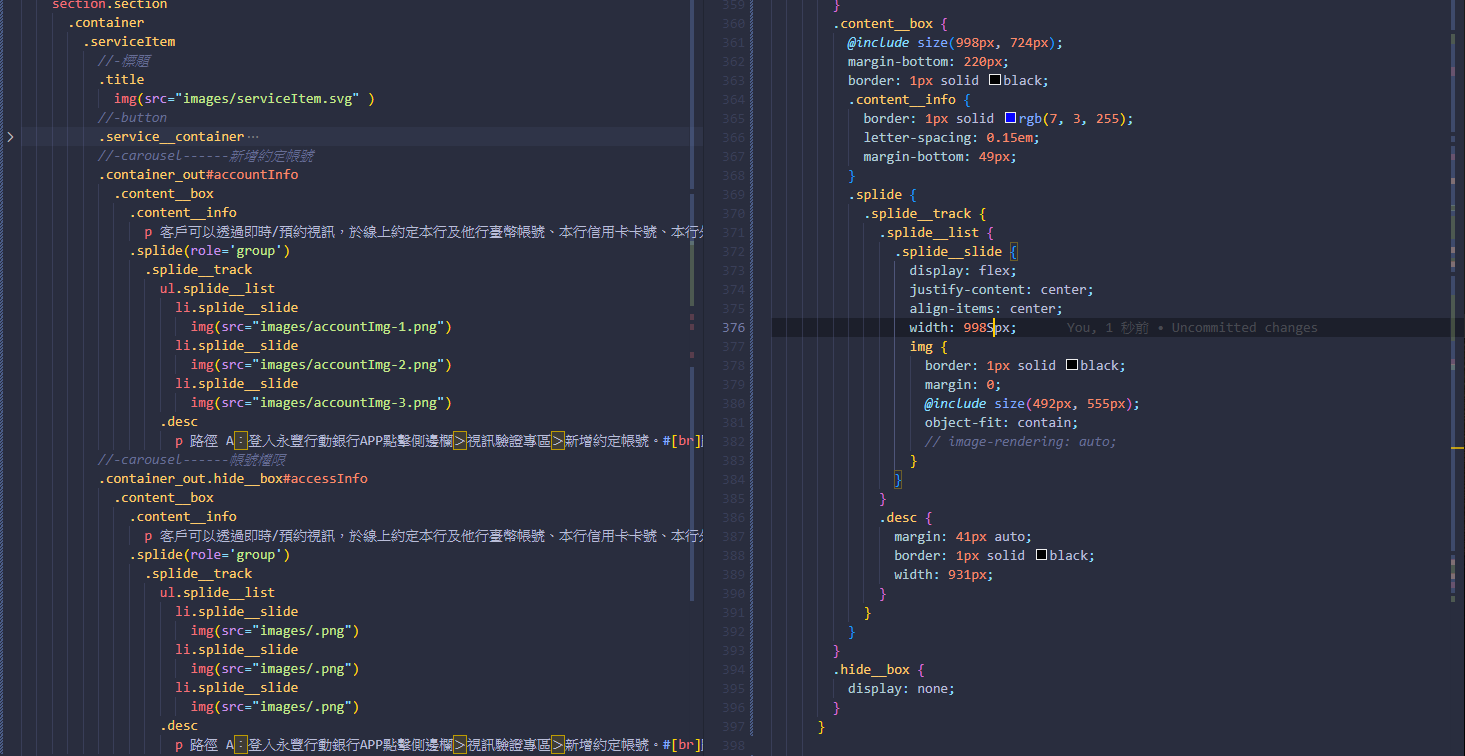 section.section
.container
.serviceItem
//-標題
.title
img(src="images/serviceItem.svg" )
//-button
.service__container ⋯
//-carousel------新增約定帳號
.container_out#accountInfo
.content__box
.content__info
p 客戶可以透過即時/預約視訊，於線上約定本行及他行臺幣帳號、本行信用卡卡號、本行
.splide(role='group')
.splide__track
ul.splide__list
li.splide__slide
img(src="images/accountImg-1.png")
li.splide__slide
img(src="images/accountImg-2.png")
li.splide__slide
img(src="images/accountImg-3.png")
.desc
p 路徑 A：登入永豐行動銀行APP點擊側邊欄＞視訊驗證專區＞新增約定帳號。#[br]
//-carousel------帳號權限
.container_out.hide__box#accessInfo
.content__box
.content__info
p 客戶可以透過即時/預約視訊，於線上約定本行及他行臺幣帳號、本行信用卡卡號、本行
.splide(role='group')
.splide__track
ul.splide__list
li.splide__slide
img(src="images/.png")
li.splide__slide
img(src="images/.png")
li.splide__slide
img(src="images/.png")
.desc
p 路徑 A：登入永豐行動銀行APP點擊側邊欄＞視訊驗證專區＞新增約定帳號。#[br]
359 }
360 .content__box {
361 @include size(998px, 724px);
362 margin-bottom: 220px;
363 border: 1px solid black;
364 .content__info {
365 border: 1px solid rgb(7, 3, 255);
366 letter-spacing: 0.15em;
367 margin-bottom: 49px;
368 }
369 .splide {
370 .splide__track {
371 .splide__list {
372 .splide__slide {
373 display: flex;
374 justify-content: center;
375 align-items: center;
376 width: 998Spx; You, 1 秒前 • Uncommitted changes
377 img {
378 border: 1px solid black;
379 margin: 0;
380 @include size(492px, 555px);
381 object-fit: contain;
382 // image-rendering: auto;
383 }
384 }
385 }
386 .desc {
387 margin: 41px auto;
388 border: 1px solid black;
389 width: 931px;
390 }
391 }
392 }
393 }
394 .hide__box {
395 display: none;
396 }
397 }
398